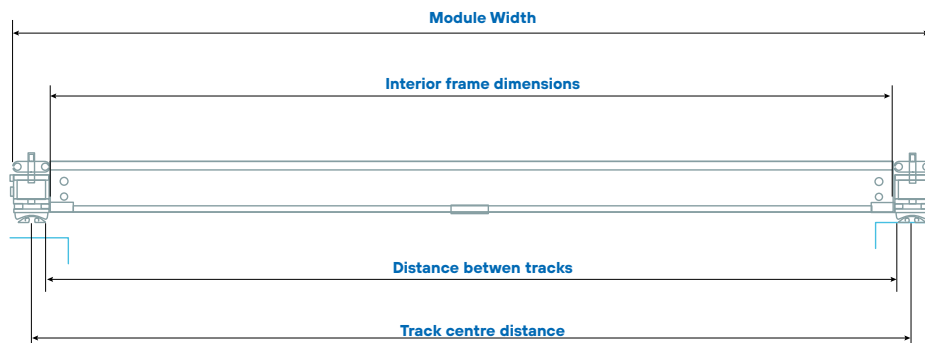 Module Width
Interior frame dimensions
Distance betwen tracks
Track centre distance